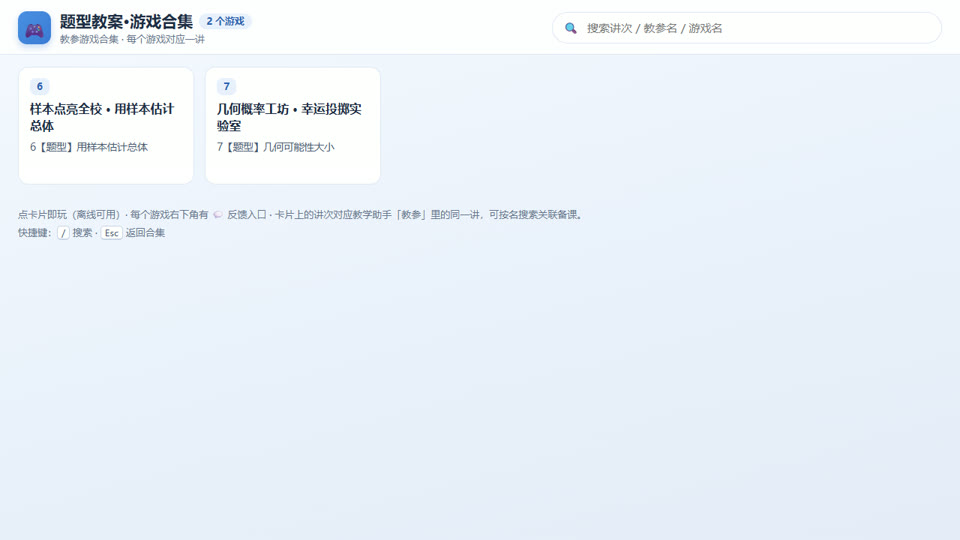 题型教案·游戏合集 2 个游戏
教参游戏合集 · 每个游戏对应一讲
搜索讲次 / 教参名 / 游戏名
6
样本点亮全校 • 用样本估计
总体
6【题型】用样本估计总体
7
几何概率工坊 • 幸运投掷实
验室
7【题型】几何可能性大小
点卡片即玩（离线可用）· 每个游戏右下角有 反馈入口 · 卡片上的讲次对应教学助手「教参」里的同一讲，可按名搜索关联备课。
快捷键： / 搜索 · Esc 返回合集